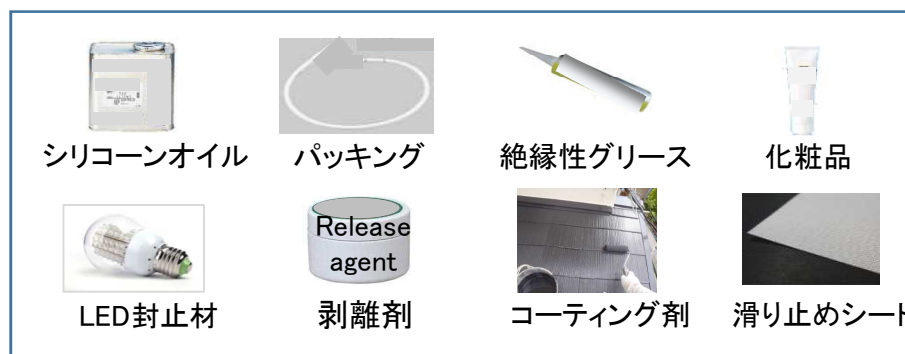 シリコーンオイル
パッキング
絶縁性グリース
化粧品
Release
agent
LED封止材
剥離剤
コーティング剤
滑り止めシート